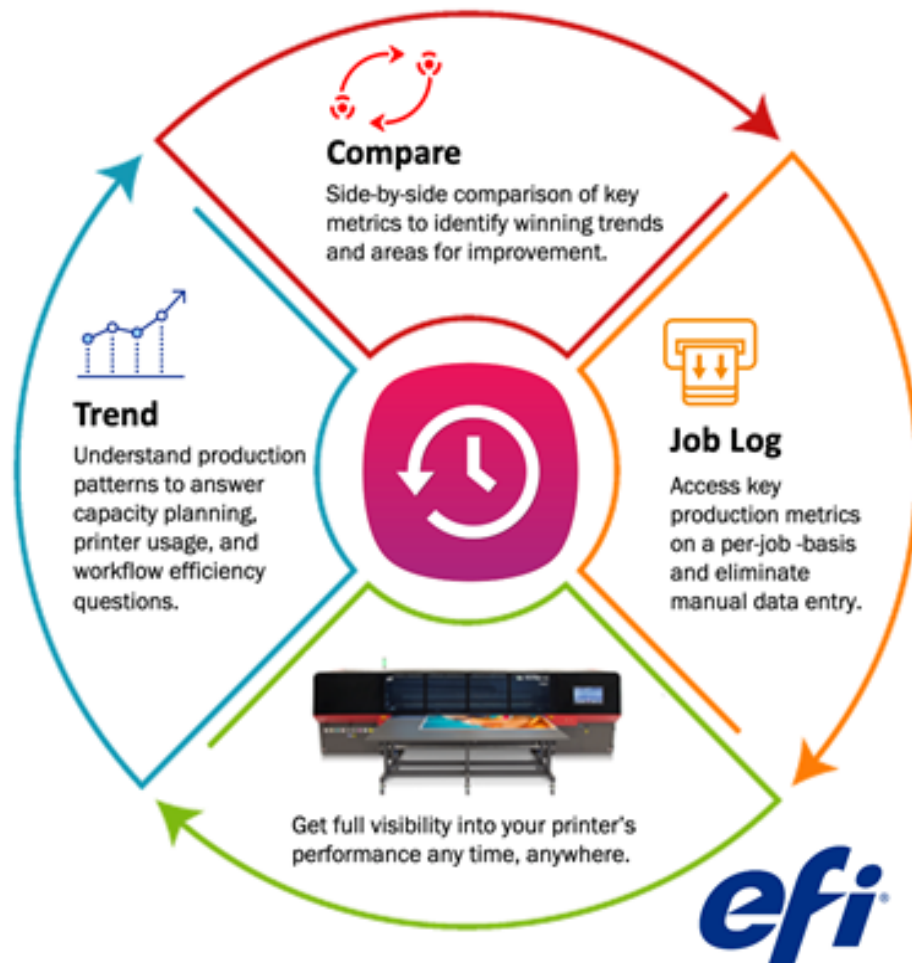 Compare
Side-by-side comparison of key
metrics to identify winning trends
and areas for improvement.
Trend
Understand production
patterns to answer
capacity planning,
printer usage, and
workflow efficiency
questions.
Job Log
Access key
production metrics
on a per-job -basis
and eliminate
manual data entry.
Get full visibility into your printer's
performance any time, anywhere.
efi